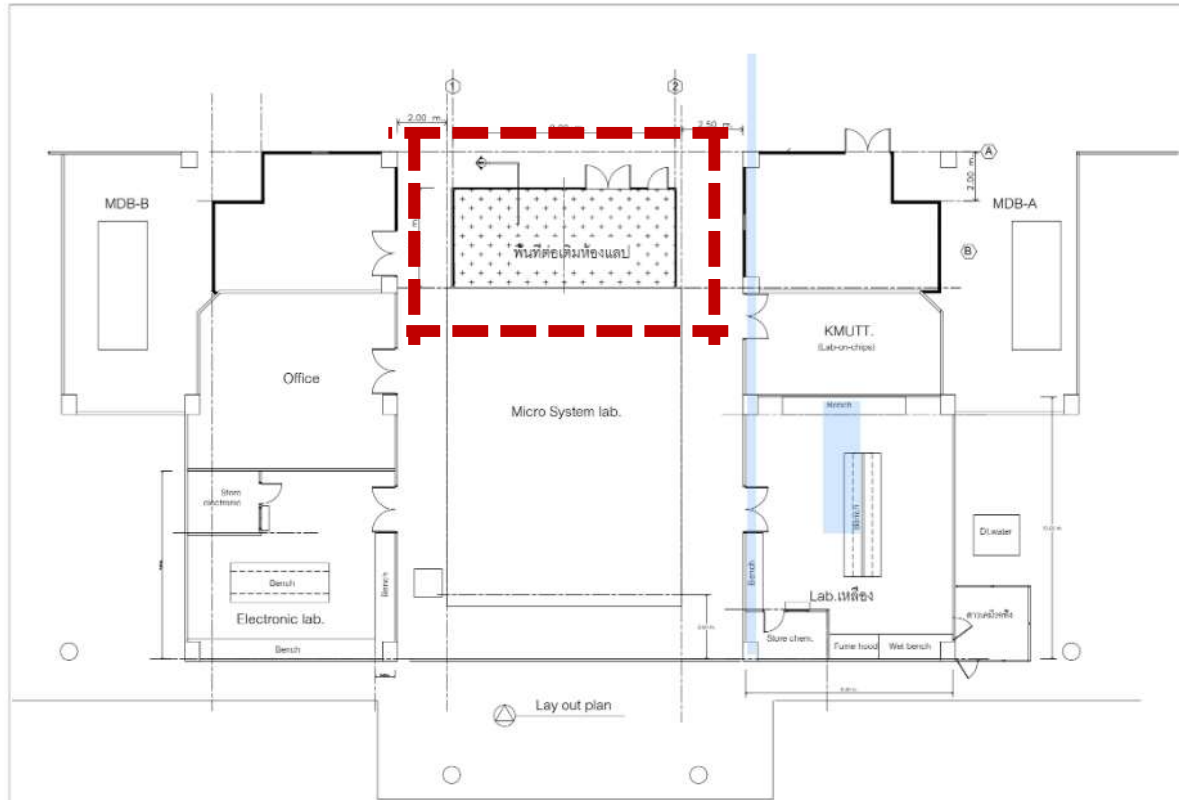 1
2
2.00 m.
2.50 m.
A
2.00 m.
MDB-B
MDB-A
พื้นที่ต่อเติมห้องแลป
B
KMUTT.
(Lab-on-chips)
Office
Micro System lab.
Bench
Store
electronic
Bench
DI.water
Bench
Bench
Bench
Electronic lab.
Lab.เหลือง
Store chem.
Fume hood
Wet bench
Bench
Lay out plan